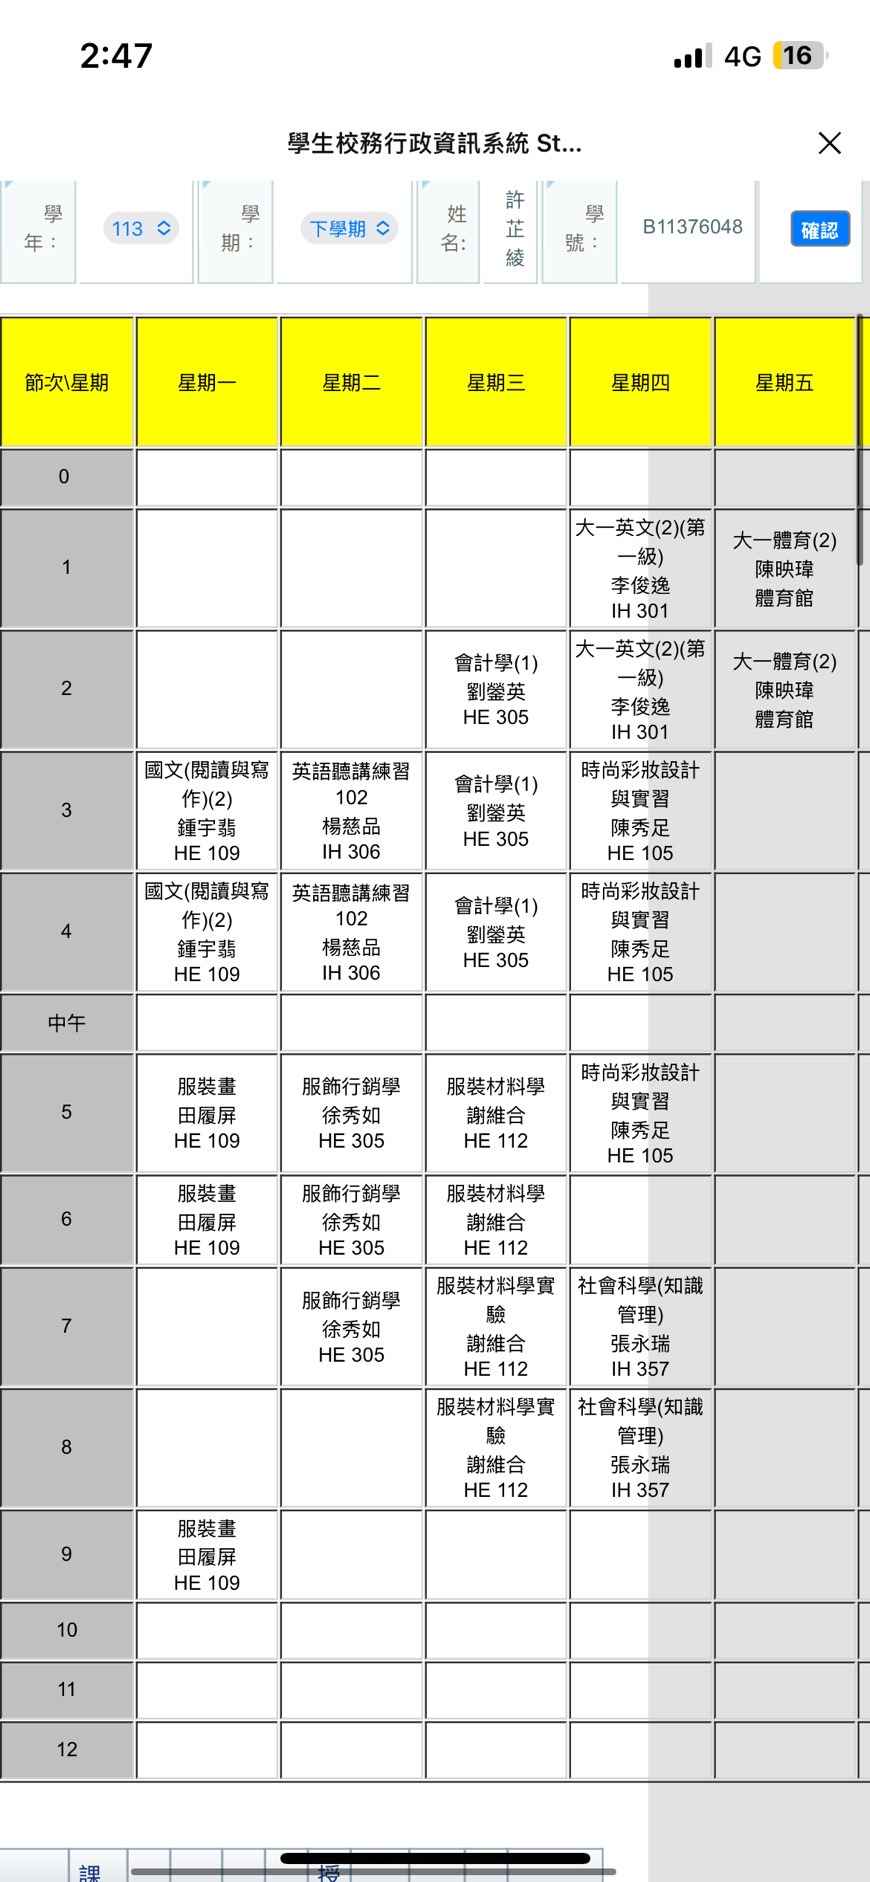 2:47
4G 16
學生校務行政資訊系統 St...
學年：
113
學期：
下學期
姓名:
許芷綾
學號：
B11376048
確認
節次\星期 星期一 星期二 星期三 星期四 星期五
0
1
大一英文(2)(第一級)
李俊逸
IH 301
大一體育(2)
陳映瑋
體育館
2
會計學(1)
劉鎣英
HE 305
大一英文(2)(第一級)
李俊逸
IH 301
大一體育(2)
陳映瑋
體育館
3
國文(閱讀與寫作)(2)
鍾宇翡
HE 109
英語聽講練習
102
楊慈品
IH 306
會計學(1)
劉鎣英
HE 305
時尚彩妝設計與實習
陳秀足
HE 105
4
國文(閱讀與寫作)(2)
鍾宇翡
HE 109
英語聽講練習
102
楊慈品
IH 306
會計學(1)
劉鎣英
HE 305
時尚彩妝設計與實習
陳秀足
HE 105
中午
5
服裝畫
田履屏
HE 109
服飾行銷學
徐秀如
HE 305
服裝材料學
謝維合
HE 112
時尚彩妝設計與實習
陳秀足
HE 105
6
服裝畫
田履屏
HE 109
服飾行銷學
徐秀如
HE 305
服裝材料學
謝維合
HE 112
7
服飾行銷學
徐秀如
HE 305
服裝材料學實驗
謝維合
HE 112
社會科學(知識管理)
張永瑞
IH 357
8
服裝材料學實驗
謝維合
HE 112
社會科學(知識管理)
張永瑞
IH 357
9
服裝畫
田履屏
HE 109
10
11
12
課 授